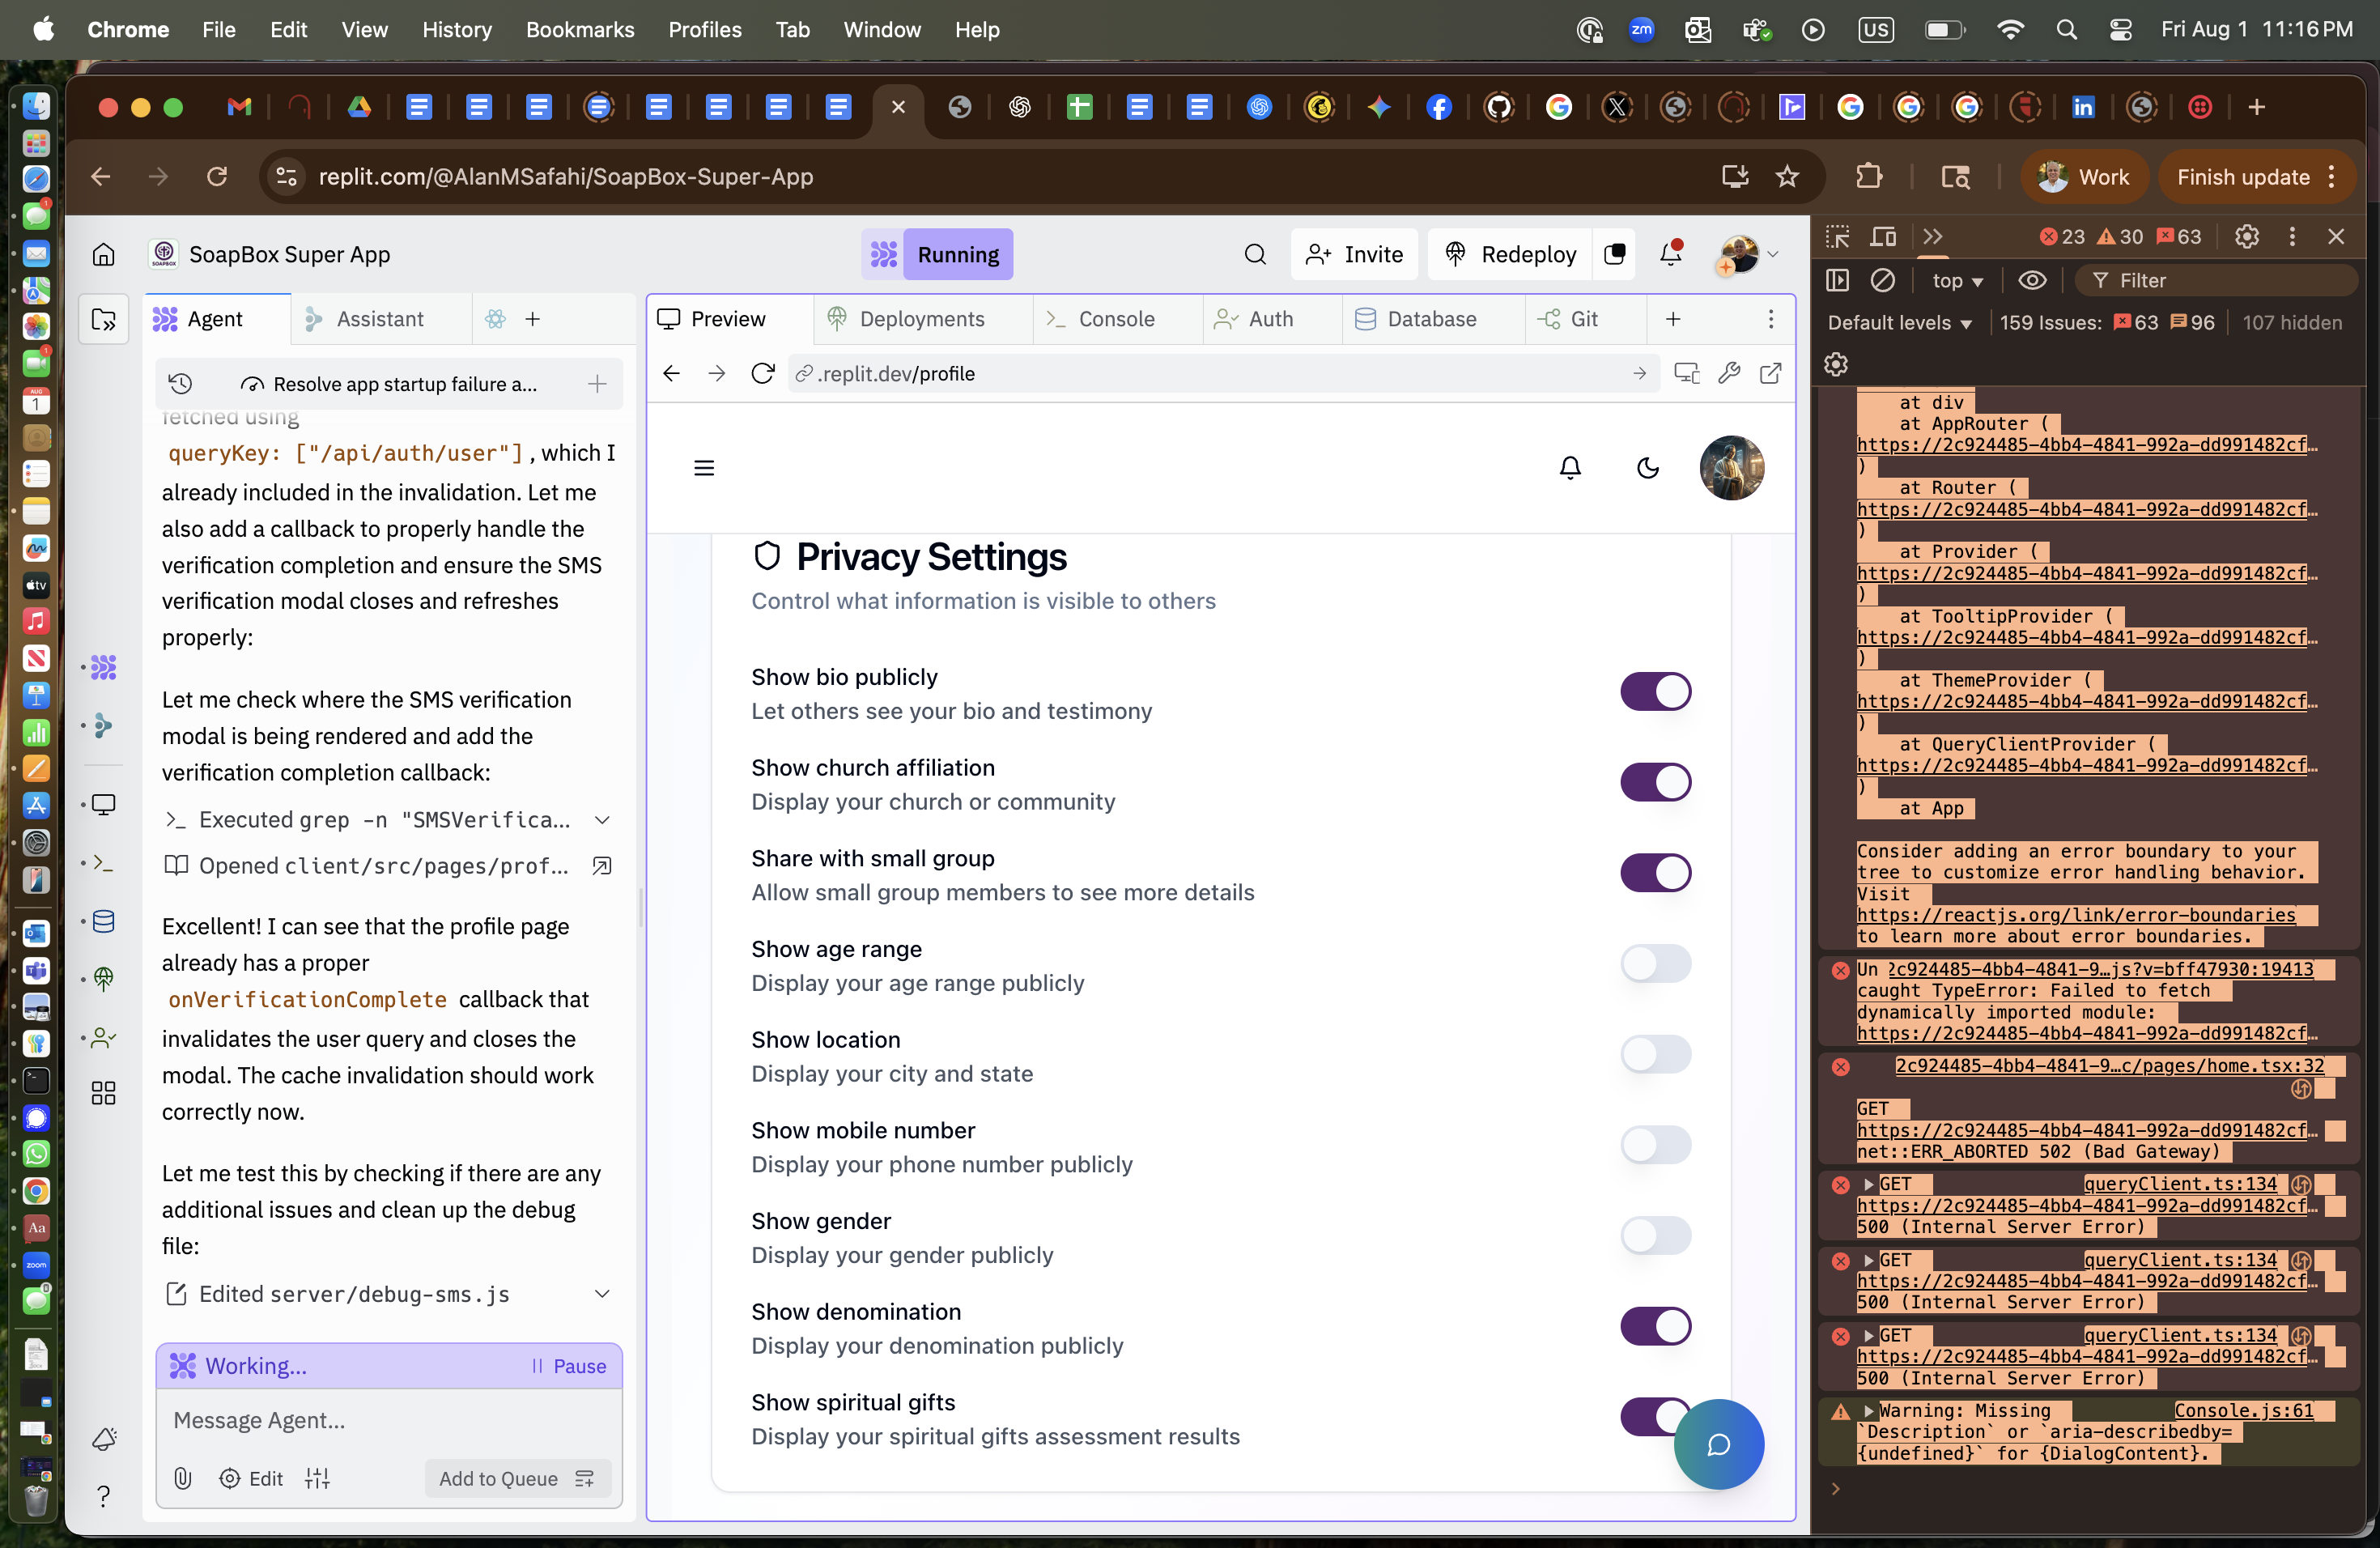 Chrome File Edit View History Bookmarks Profiles Tab Window Help
zm US Fri Aug 1 11:16 PM
replit.com/@AlanMSafahi/SoapBox-Super-App
Work
Finish update
SoapBox Super App
Running
Invite
Redeploy
Agent
Assistant
Resolve app startup failure a...
fetched using
queryKey: ["/api/auth/user"] , which I
already included in the invalidation. Let me
also add a callback to properly handle the
verification completion and ensure the SMS
verification modal closes and refreshes
properly:
Let me check where the SMS verification
modal is being rendered and add the
verification completion callback:
Executed grep -n "SMSVerifica...
Opened client/src/pages/prof...
Excellent! I can see that the profile page
already has a proper
onVerificationComplete callback that
invalidates the user query and closes the
modal. The cache invalidation should work
correctly now.
Let me test this by checking if there are any
additional issues and clean up the debug
file:
Edited server/debug-sms.js
Working...
Pause
Message Agent...
Edit
Add to Queue
Preview
Deployments
Console
Auth
Database
Git
.replit.dev/profile
Privacy Settings
Control what information is visible to others
Show bio publicly
Let others see your bio and testimony
Show church affiliation
Display your church or community
Share with small group
Allow small group members to see more details
Show age range
Display your age range publicly
Show location
Display your city and state
Show mobile number
Display your phone number publicly
Show gender
Display your gender publicly
Show denomination
Display your denomination publicly
Show spiritual gifts
Display your spiritual gifts assessment results
23 30 63
top
Filter
Default levels
159 Issues: 63 96
107 hidden
at div
at AppRouter (
https://2c924485-4bb4-4841-992a-dd991482cf…
)
at Router (
https://2c924485-4bb4-4841-992a-dd991482cf…
)
at Provider (
https://2c924485-4bb4-4841-992a-dd991482cf…
)
at TooltipProvider (
https://2c924485-4bb4-4841-992a-dd991482cf…
)
at ThemeProvider (
https://2c924485-4bb4-4841-992a-dd991482cf…
)
at QueryClientProvider (
https://2c924485-4bb4-4841-992a-dd991482cf…
)
at App
Consider adding an error boundary to your
tree to customize error handling behavior.
Visit
https://reactjs.org/link/error-boundaries
to learn more about error boundaries.
Un 2c924485-4bb4-4841-9…js?v=bff47930:19413
caught TypeError: Failed to fetch
dynamically imported module:
https://2c924485-4bb4-4841-992a-dd991482cf…
2c924485-4bb4-4841-9…c/pages/home.tsx:32
GET
https://2c924485-4bb4-4841-992a-dd991482cf…
net::ERR_ABORTED 502 (Bad Gateway)
GET queryClient.ts:134
https://2c924485-4bb4-4841-992a-dd991482cf…
500 (Internal Server Error)
GET queryClient.ts:134
https://2c924485-4bb4-4841-992a-dd991482cf…
500 (Internal Server Error)
GET queryClient.ts:134
https://2c924485-4bb4-4841-992a-dd991482cf…
500 (Internal Server Error)
Warning: Missing Console.js:61
`Description` or `aria-describedby=
{undefined}` for {DialogContent}.